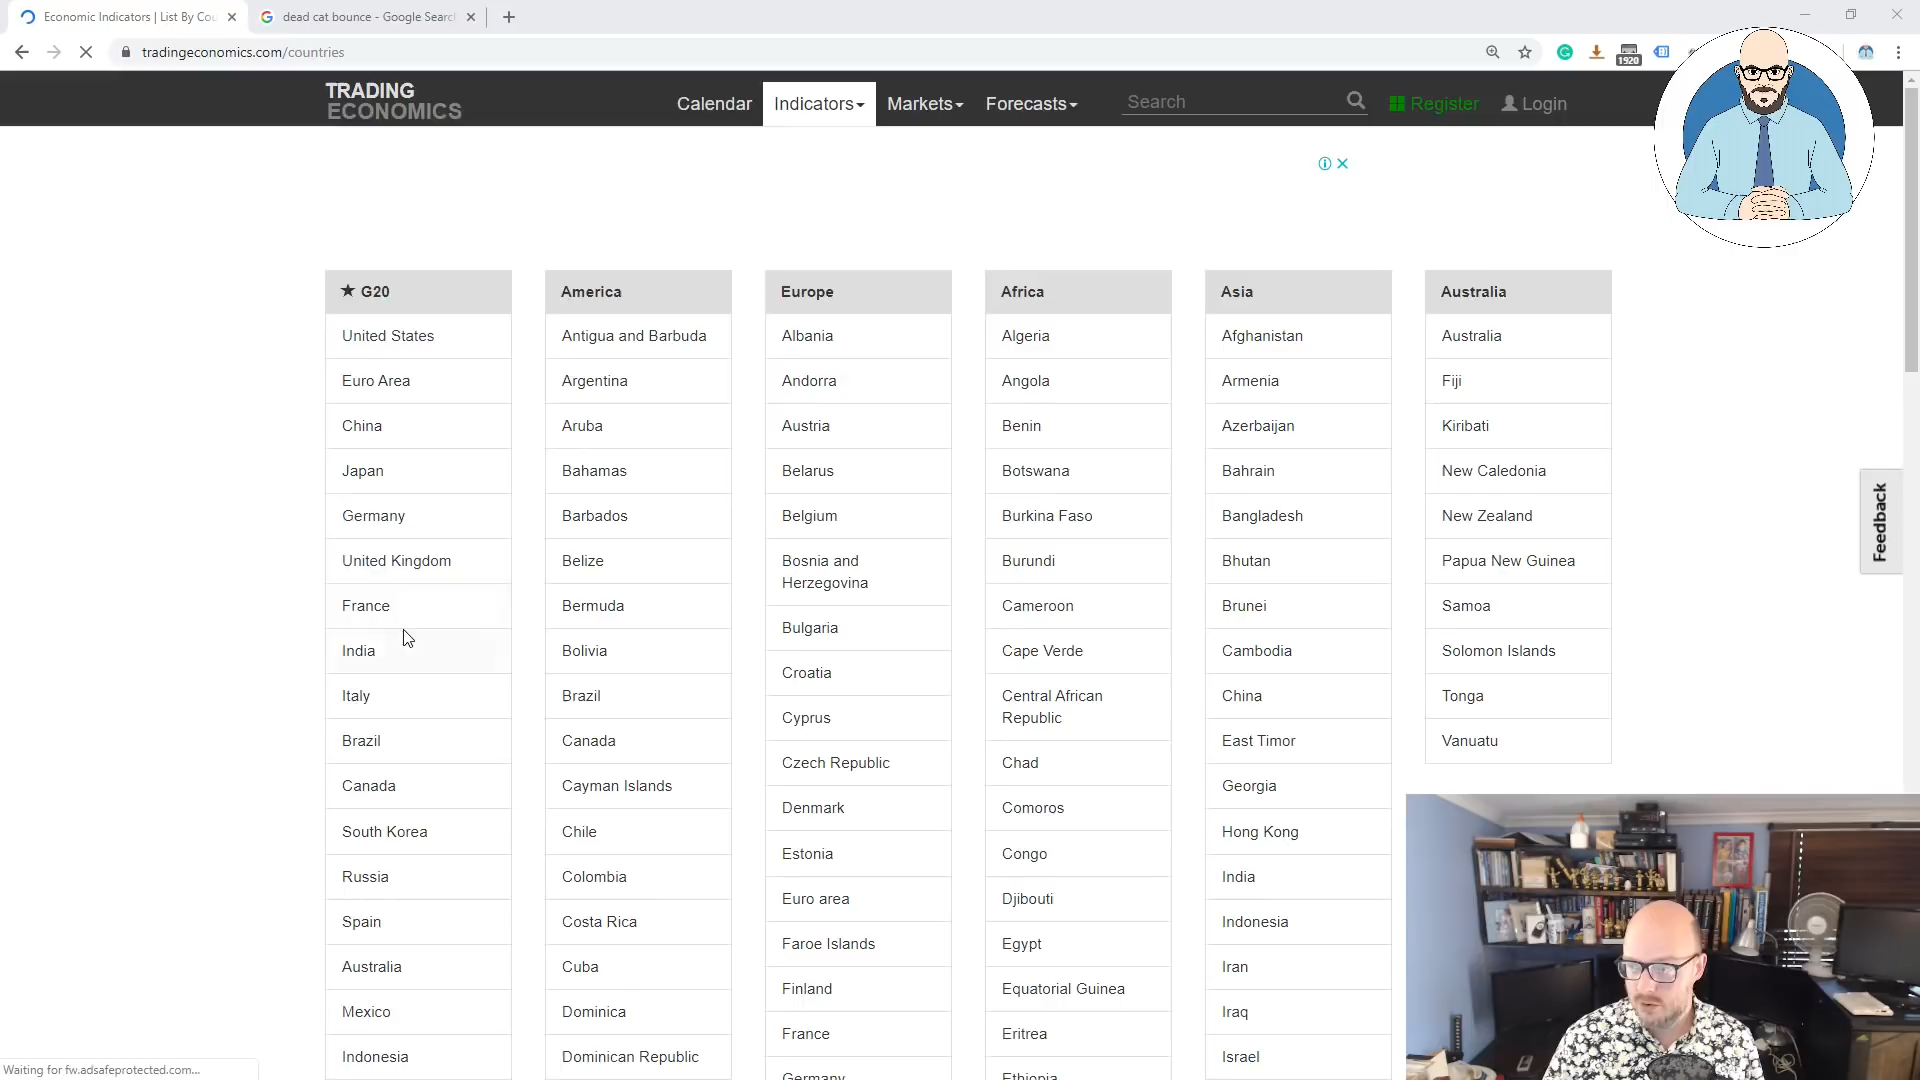 Economic Indicators | List By Cou
dead cat bounce - Google Search
tradingeconomics.com/countries
1920
TRADING
ECONOMICS
Calendar
Indicators
Markets
Forecasts
Search
Register
Login
G20
United States
Euro Area
China
Japan
Germany
United Kingdom
France
India
Italy
Brazil
Canada
South Korea
Russia
Spain
Australia
Mexico
Indonesia
America
Antigua and Barbuda
Argentina
Aruba
Bahamas
Barbados
Belize
Bermuda
Bolivia
Brazil
Canada
Cayman Islands
Chile
Colombia
Costa Rica
Cuba
Dominica
Dominican Republic
Europe
Albania
Andorra
Austria
Belarus
Belgium
Bosnia and
Herzegovina
Bulgaria
Croatia
Cyprus
Czech Republic
Denmark
Estonia
Euro area
Faroe Islands
Finland
France
Germany
Africa
Algeria
Angola
Benin
Botswana
Burkina Faso
Burundi
Cameroon
Cape Verde
Central African
Republic
Chad
Comoros
Congo
Djibouti
Egypt
Equatorial Guinea
Eritrea
Ethiopia
Asia
Afghanistan
Armenia
Azerbaijan
Bahrain
Bangladesh
Bhutan
Brunei
Cambodia
China
East Timor
Georgia
Hong Kong
India
Indonesia
Iran
Iraq
Israel
Australia
Australia
Fiji
Kiribati
New Caledonia
New Zealand
Papua New Guinea
Samoa
Solomon Islands
Tonga
Vanuatu
Feedback
Waiting for fw.adsafeprotected.com...